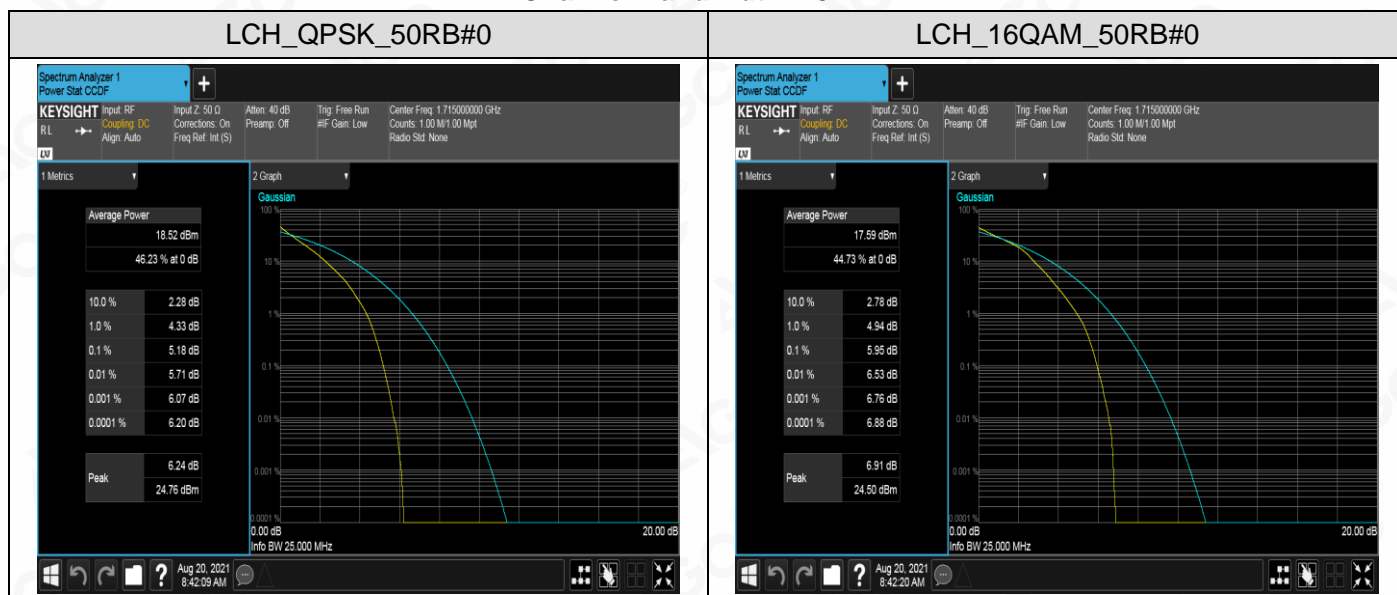 LCH_QPSK_50RB#0
Spectrum Analyzer 1
Power Stat CCDF
+
KEYSIGHT Input: RF Input Z: 50 Ω Atten: 40 dB Trig: Free Run Center Freq: 1.715000000 GHz
RL Coupling: DC Corrections: On Preamp: Off #IF Gain: Low Counts: 1.00 M/1.00 Mpt
Align: Auto Freq Ref: Int (S) Radio Std: None
LXI
1 Metrics
Average Power
18.52 dBm
46.23 % at 0 dB
10.0 % 2.28 dB
1.0 % 4.33 dB
0.1 % 5.18 dB
0.01 % 5.71 dB
0.001 % 6.07 dB
0.0001 % 6.20 dB
Peak 6.24 dB
24.76 dBm
2 Graph
Gaussian
100 %
10 %
1 %
0.1 %
0.01 %
0.001 %
0.0001 %
0.00 dB 20.00 dB
Info BW 25.000 MHz
? Aug 20, 2021
8:42:09 AM
LCH_16QAM_50RB#0
Spectrum Analyzer 1
Power Stat CCDF
+
KEYSIGHT Input: RF Input Z: 50 Ω Atten: 40 dB Trig: Free Run Center Freq: 1.715000000 GHz
RL Coupling: DC Corrections: On Preamp: Off #IF Gain: Low Counts: 1.00 M/1.00 Mpt
Align: Auto Freq Ref: Int (S) Radio Std: None
LXI
1 Metrics
Average Power
17.59 dBm
44.73 % at 0 dB
10.0 % 2.78 dB
1.0 % 4.94 dB
0.1 % 5.95 dB
0.01 % 6.53 dB
0.001 % 6.76 dB
0.0001 % 6.88 dB
Peak 6.91 dB
24.50 dBm
2 Graph
Gaussian
100 %
10 %
1 %
0.1 %
0.01 %
0.001 %
0.0001 %
0.00 dB 20.00 dB
Info BW 25.000 MHz
? Aug 20, 2021
8:42:20 AM